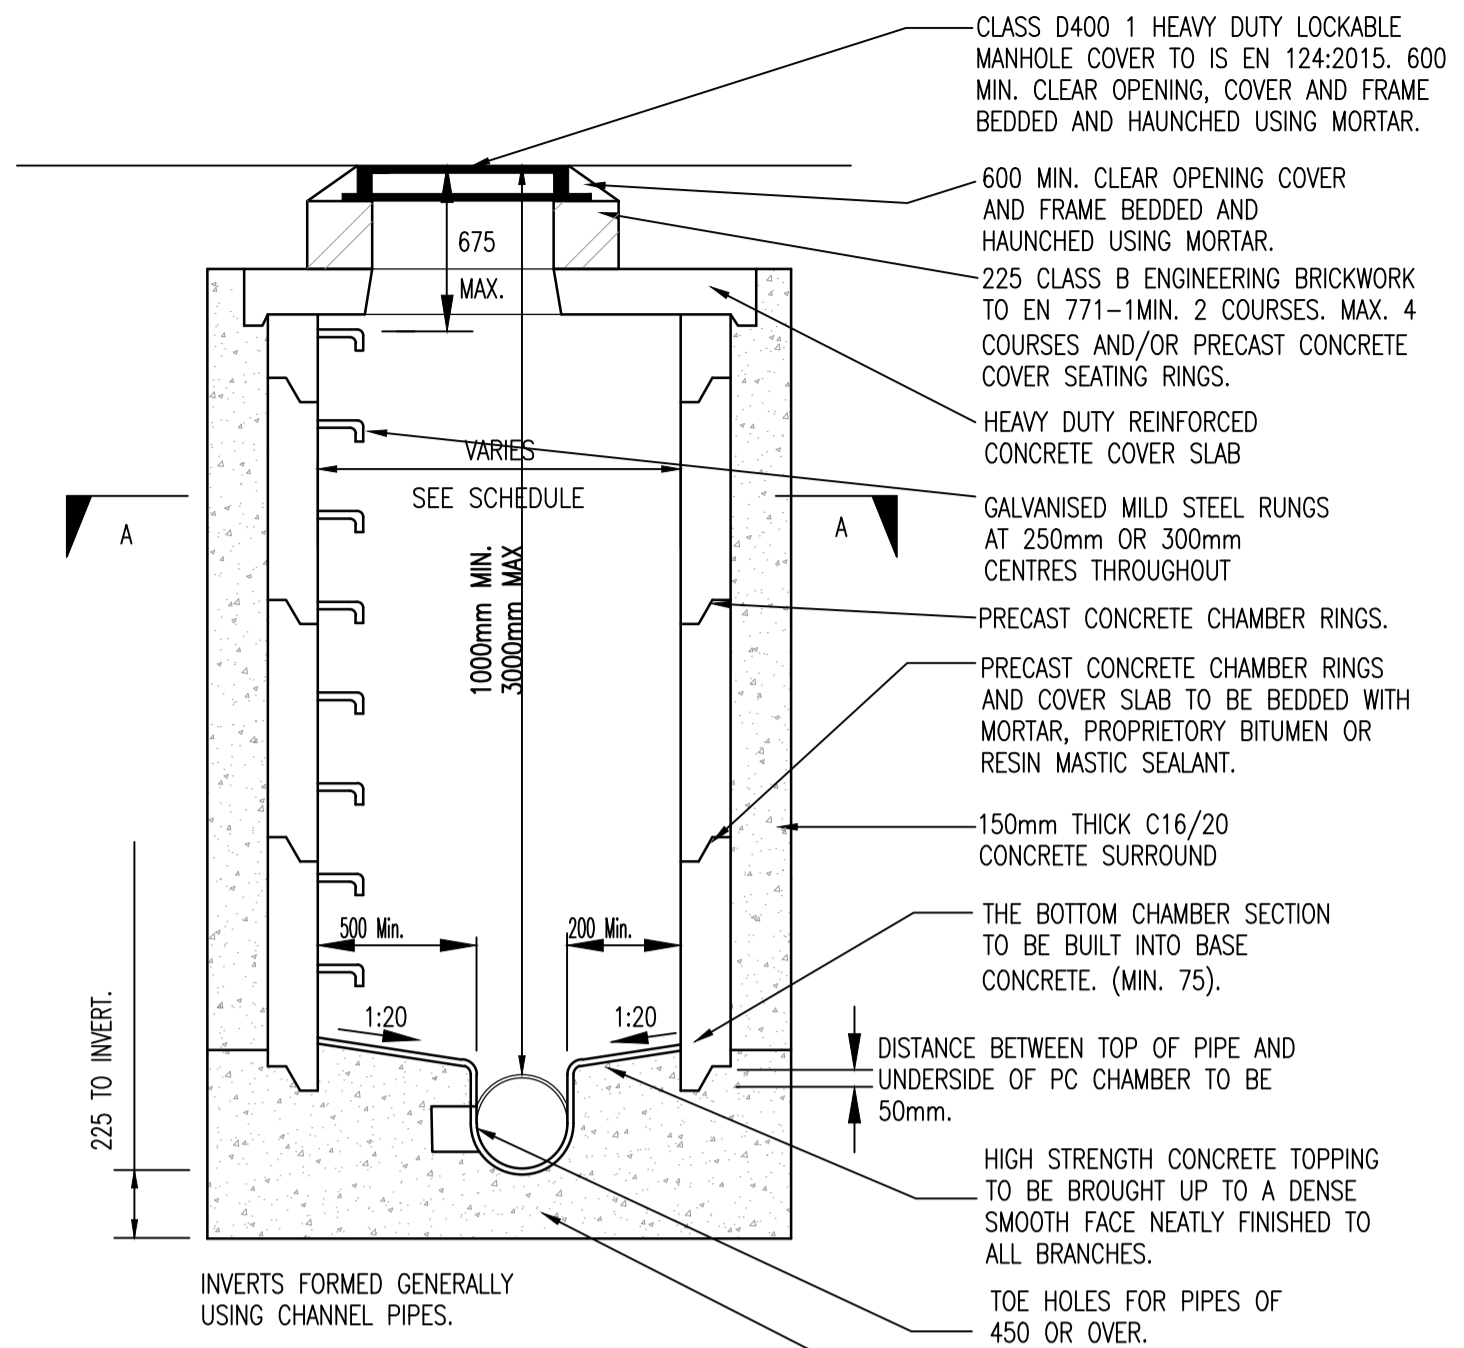 CLASS D400 1 HEAVY DUTY LOCKABLE
MANHOLE COVER TO IS EN 124:2015. 600
MIN. CLEAR OPENING, COVER AND FRAME
BEDDED AND HAUNCHED USING MORTAR.
600 MIN. CLEAR OPENING COVER
AND FRAME BEDDED AND
HAUNCHED USING MORTAR.
225 CLASS B ENGINEERING BRICKWORK
TO EN 771-1MIN. 2 COURSES. MAX. 4
COURSES AND/OR PRECAST CONCRETE
COVER SEATING RINGS.
HEAVY DUTY REINFORCED
CONCRETE COVER SLAB
GALVANISED MILD STEEL RUNGS
AT 250mm OR 300mm
CENTRES THROUGHOUT
PRECAST CONCRETE CHAMBER RINGS.
PRECAST CONCRETE CHAMBER RINGS
AND COVER SLAB TO BE BEDDED WITH
MORTAR, PROPRIETORY BITUMEN OR
RESIN MASTIC SEALANT.
150mm THICK C16/20
CONCRETE SURROUND
THE BOTTOM CHAMBER SECTION
TO BE BUILT INTO BASE
CONCRETE. (MIN. 75).
DISTANCE BETWEEN TOP OF PIPE AND
UNDERSIDE OF PC CHAMBER TO BE
50mm.
HIGH STRENGTH CONCRETE TOPPING
TO BE BROUGHT UP TO A DENSE
SMOOTH FACE NEATLY FINISHED TO
ALL BRANCHES.
TOE HOLES FOR PIPES OF
450 OR OVER.
675
MAX.
VARIES
SEE SCHEDULE
A
A
1000mm MIN.
3000mm MAX
500 Min.
200 Min.
1:20
1:20
225 TO INVERT.
INVERTS FORMED GENERALLY
USING CHANNEL PIPES.